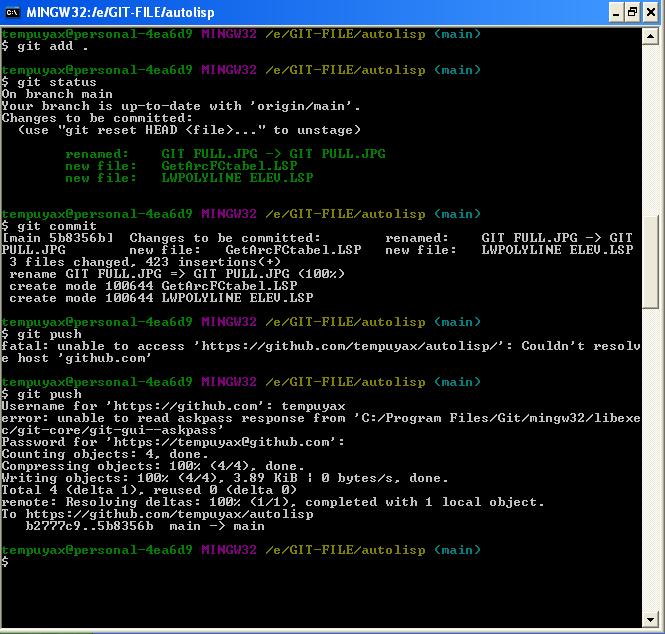 MINGW32:/e/GIT-FILE/autolisp
tempuyax@personal-4ea6d9 MINGW32 /e/GIT-FILE/autolisp (main)
$ git add .
tempuyax@personal-4ea6d9 MINGW32 /e/GIT-FILE/autolisp (main)
$ git status
On branch main
Your branch is up-to-date with 'origin/main'.
Changes to be committed:
  (use "git reset HEAD <file>..." to unstage)
        renamed:    GIT FULL.JPG -> GIT PULL.JPG
        new file:   GetArcFCtabel.LSP
        new file:   LWPOLYLINE ELEV.LSP
tempuyax@personal-4ea6d9 MINGW32 /e/GIT-FILE/autolisp (main)
$ git commit
[main 5b8356b]  Changes to be committed:        renamed:    GIT FULL.JPG -> GIT
PULL.JPG        new file:   GetArcFCtabel.LSP   new file:   LWPOLYLINE ELEV.LSP
 3 files changed, 423 insertions(+)
 rename GIT FULL.JPG => GIT PULL.JPG (100%)
 create mode 100644 GetArcFCtabel.LSP
 create mode 100644 LWPOLYLINE ELEV.LSP
tempuyax@personal-4ea6d9 MINGW32 /e/GIT-FILE/autolisp (main)
$ git push
fatal: unable to access 'https://github.com/tempuyax/autolisp/': Couldn't resolv
e host 'github.com'
tempuyax@personal-4ea6d9 MINGW32 /e/GIT-FILE/autolisp (main)
$ git push
Username for 'https://github.com': tempuyax
error: unable to read askpass response from 'C:/Program Files/Git/mingw32/libexe
c/git-core/git-gui--askpass'
Password for 'https://tempuyax@github.com':
Counting objects: 4, done.
Compressing objects: 100% (4/4), done.
Writing objects: 100% (4/4), 3.89 KiB | 0 bytes/s, done.
Total 4 (delta 1), reused 0 (delta 0)
remote: Resolving deltas: 100% (1/1), completed with 1 local object.
To https://github.com/tempuyax/autolisp
   b2777c9..5b8356b  main -> main
tempuyax@personal-4ea6d9 MINGW32 /e/GIT-FILE/autolisp (main)
$